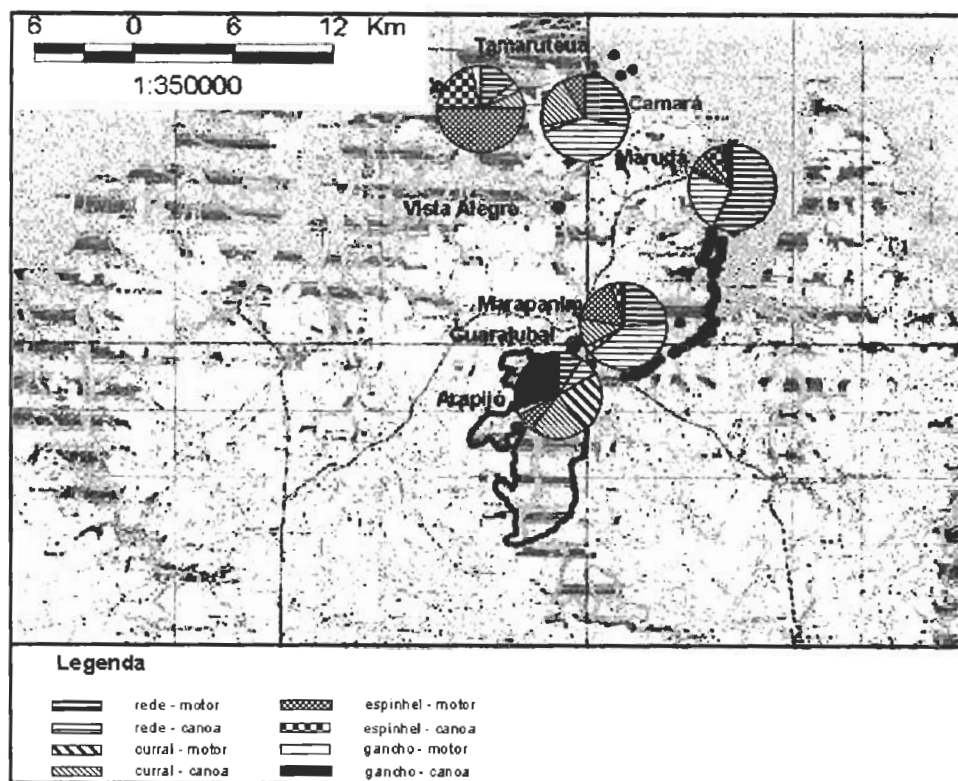 6 0 6 12 Km
1:350000
Tamaruteua
Camará
Marudá
Vista Alegre
Marapanim
Guarajubal
Arapijó
Legenda
rede - motor
rede - canoa
curral - motor
curral - canoa
espinhel - motor
espinhel - canoa
gancho - motor
gancho - canoa